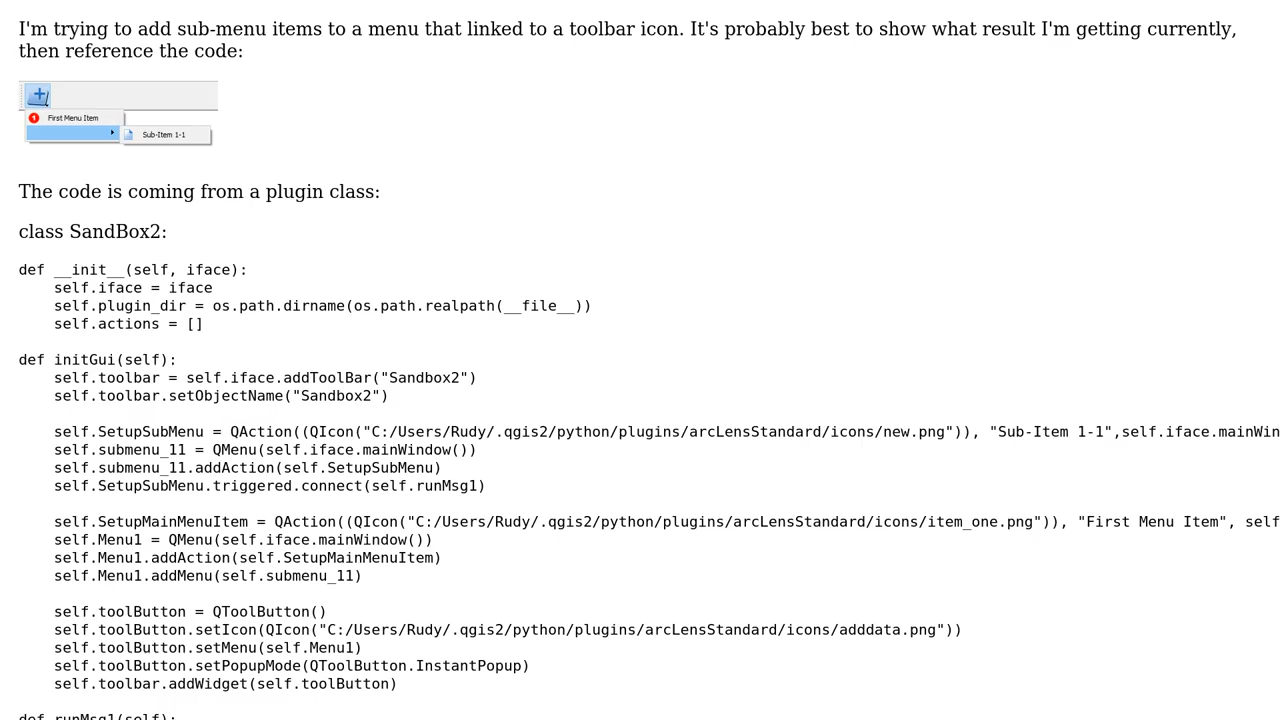 I'm trying to add sub-menu items to a menu that linked to a toolbar icon. It's probably best to show what result I'm getting currently,
then reference the code:
First Menu Item
Sub-Item 1-1
The code is coming from a plugin class:
class SandBox2:
def __init__(self, iface):
    self.iface = iface
    self.plugin_dir = os.path.dirname(os.path.realpath(__file__))
    self.actions = []
def initGui(self):
    self.toolbar = self.iface.addToolBar("Sandbox2")
    self.toolbar.setObjectName("Sandbox2")
    self.SetupSubMenu = QAction((QIcon("C:/Users/Rudy/.qgis2/python/plugins/arcLensStandard/icons/new.png")), "Sub-Item 1-1",self.iface.mainWin
    self.submenu_11 = QMenu(self.iface.mainWindow())
    self.submenu_11.addAction(self.SetupSubMenu)
    self.SetupSubMenu.triggered.connect(self.runMsg1)
    self.SetupMainMenuItem = QAction((QIcon("C:/Users/Rudy/.qgis2/python/plugins/arcLensStandard/icons/item_one.png")), "First Menu Item", self
    self.Menu1 = QMenu(self.iface.mainWindow())
    self.Menu1.addAction(self.SetupMainMenuItem)
    self.Menu1.addMenu(self.submenu_11)
    self.toolButton = QToolButton()
    self.toolButton.setIcon(QIcon("C:/Users/Rudy/.qgis2/python/plugins/arcLensStandard/icons/adddata.png"))
    self.toolButton.setMenu(self.Menu1)
    self.toolButton.setPopupMode(QToolButton.InstantPopup)
    self.toolbar.addWidget(self.toolButton)
def runMsg1(self):